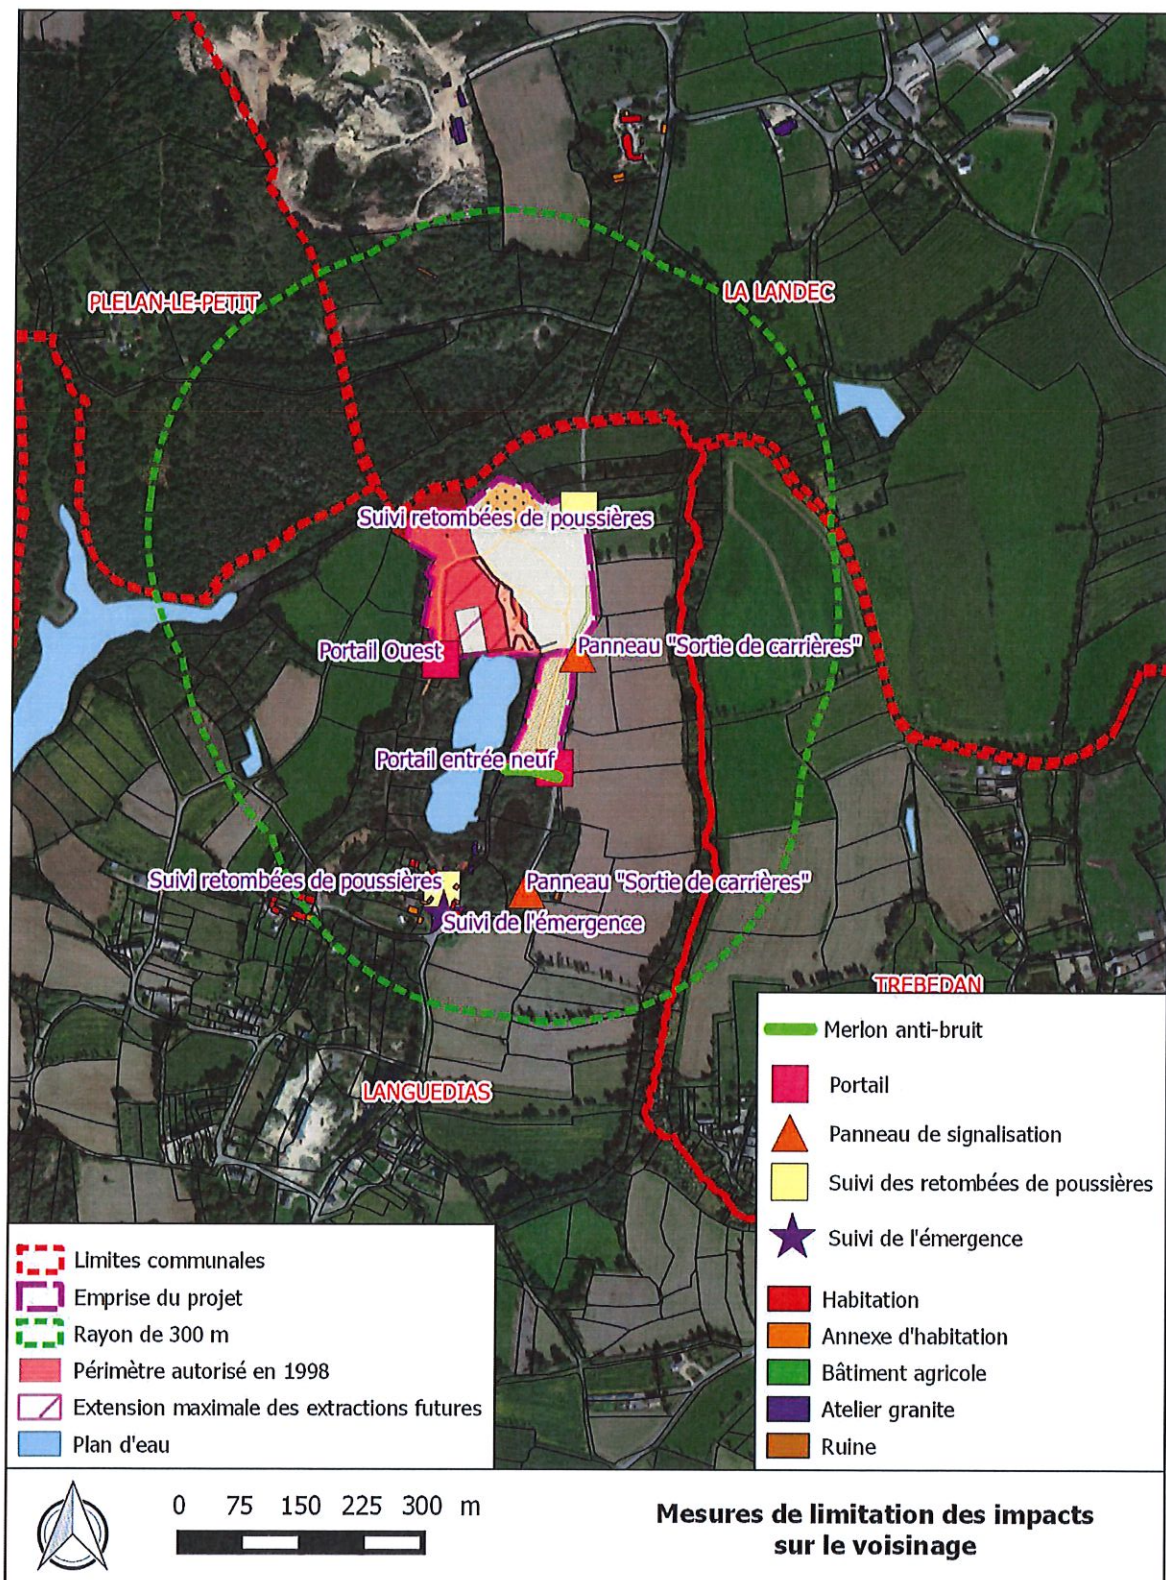 PLELAN-LE-PETIT
LA LANDEC
Suivi retombées de poussières
Portail Ouest
Panneau "Sortie de carrières"
Portail entrée neuf
Suivi retombées de poussières
Panneau "Sortie de carrières"
Suivi de l'émergence
TREBEDAN
LANGUEDIAS
Merlon anti-bruit
Portail
Panneau de signalisation
Suivi des retombées de poussières
Suivi de l'émergence
Habitation
Annexe d'habitation
Bâtiment agricole
Atelier granite
Ruine
Limites communales
Emprise du projet
Rayon de 300 m
Périmètre autorisé en 1998
Extension maximale des extractions futures
Plan d'eau
0 75 150 225 300 m
Mesures de limitation des impacts
sur le voisinage